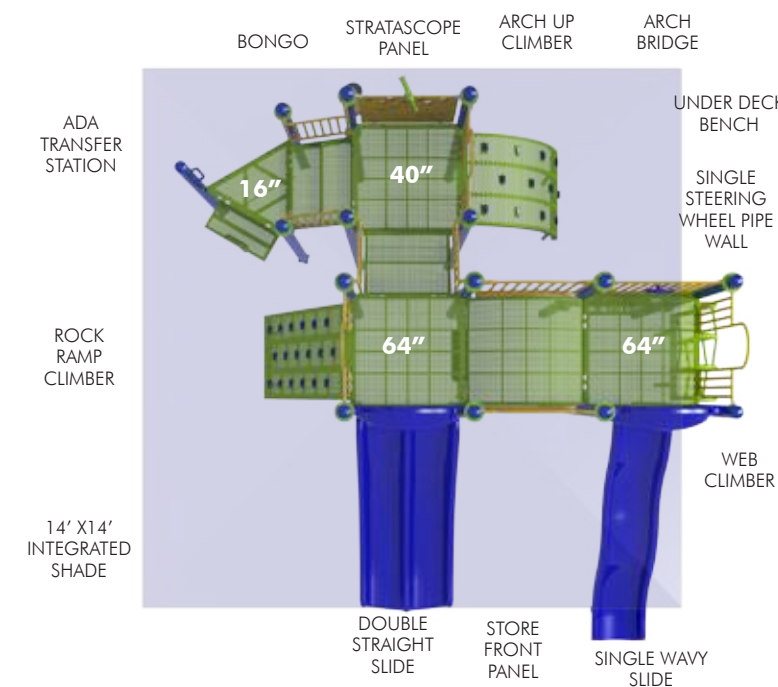 BONGO
STRATASCOPE
PANEL
ARCH UP
CLIMBER
ARCH
BRIDGE
ADA
TRANSFER
STATION
UNDER DECK
BENCH
16"
40"
SINGLE
STEERING
WHEEL PIPE
WALL
ROCK
RAMP
CLIMBER
64"
64"
WEB
CLIMBER
14' X14'
INTEGRATED
SHADE
DOUBLE
STRAIGHT
SLIDE
STORE
FRONT
PANEL
SINGLE WAVY
SLIDE